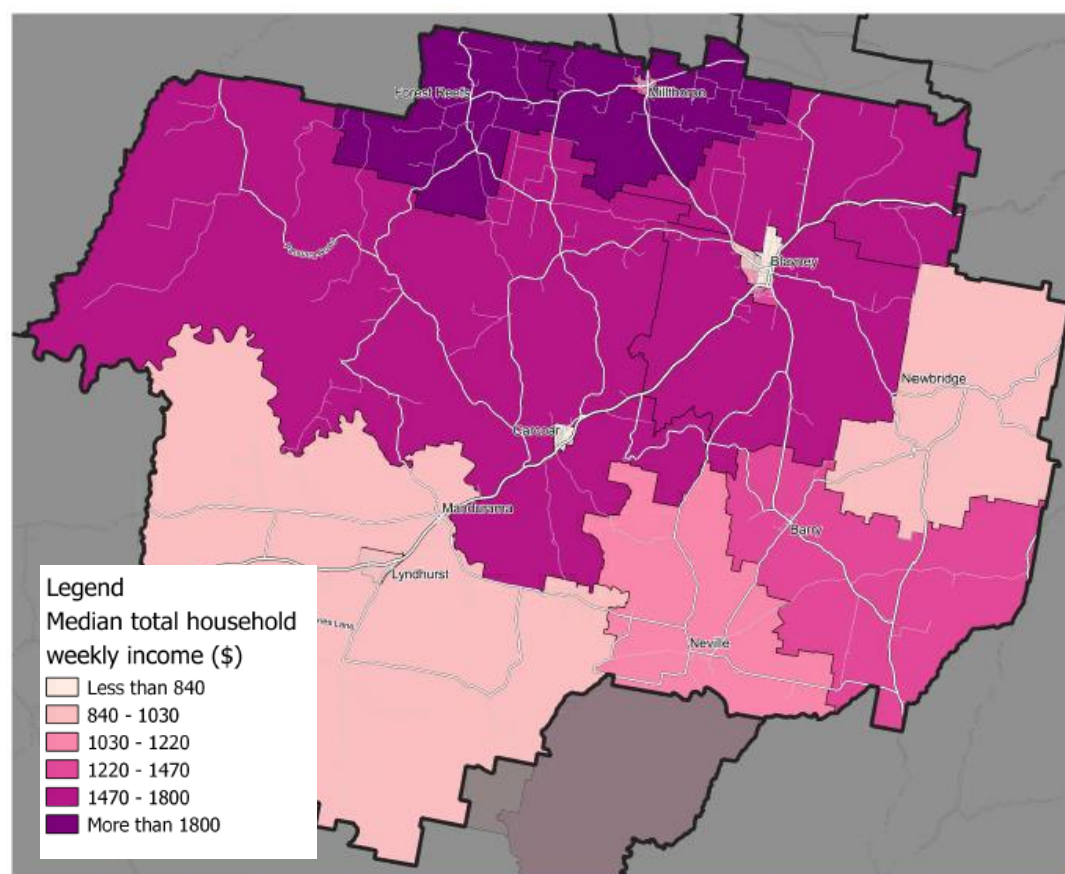 Forest Reefs
Millthorpe
Blayney
Newbridge
Carcoar
Mandurama
Barry
Lyndhurst
Neville
Legend
Median total household
weekly income ($)
Less than 840
840 - 1030
1030 - 1220
1220 - 1470
1470 - 1800
More than 1800